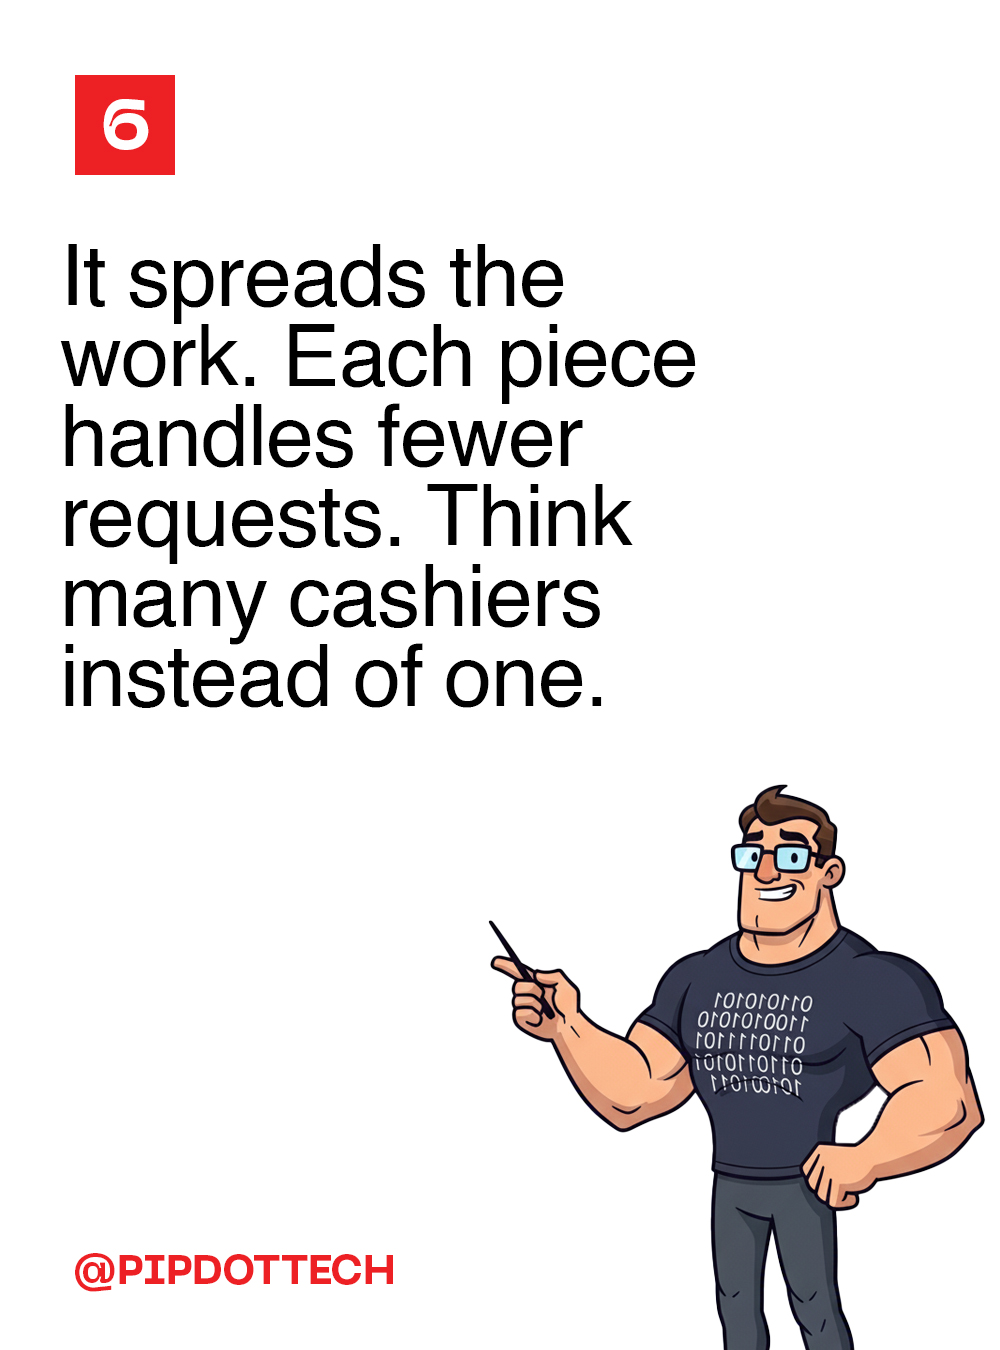 6
It spreads the
work. Each piece
handles fewer
requests. Think
many cashiers
instead of one.
@PIPDOTTECH